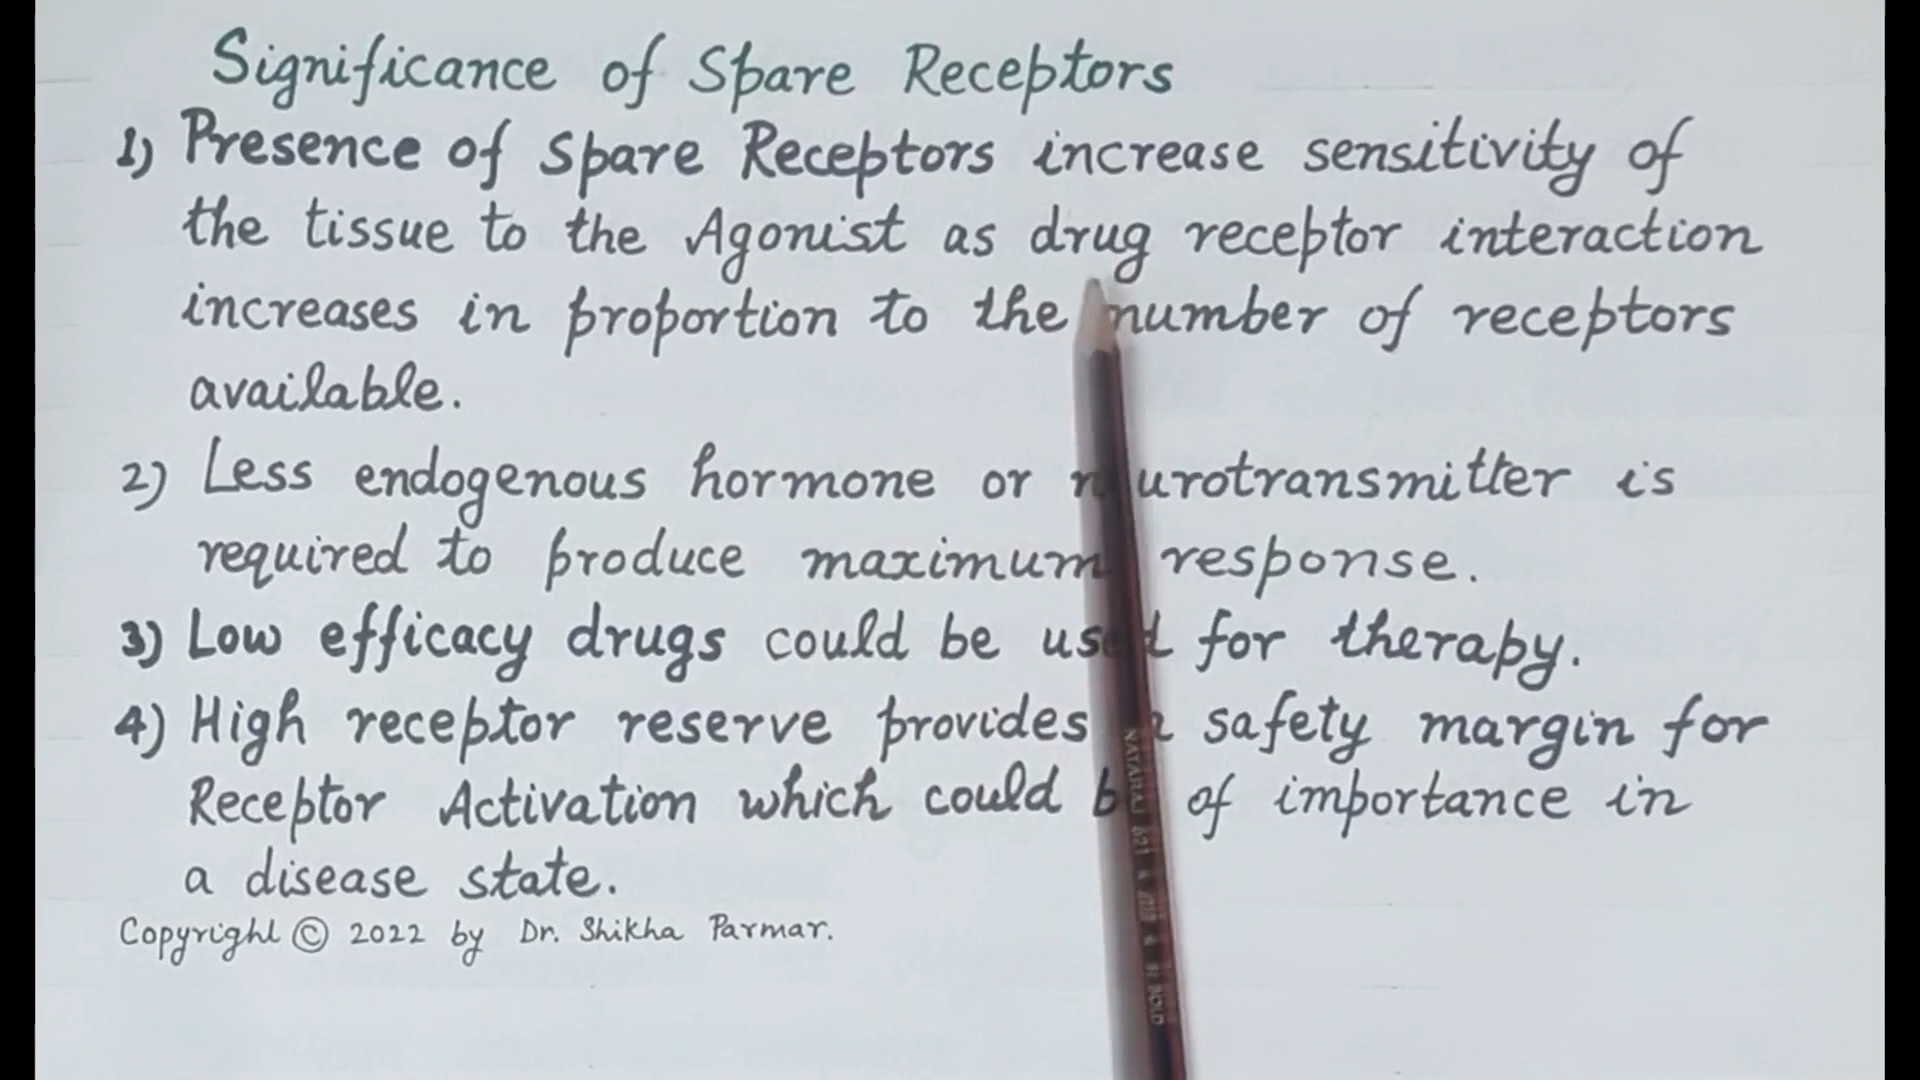 Significance of Spare Receptors
1) Presence of Spare Receptors increase sensitivity of
the tissue to the Agonist as drug receptor interaction
increases in proportion to the number of receptors
available.
2) Less endogenous hormone or neurotransmitter is
required to produce maximum response.
3) Low efficacy drugs could be used for therapy.
4) High receptor reserve provides a safety margin for
Receptor Activation which could be of importance in
a disease state.
Copyright © 2022 by Dr. Shikha Parmar.
NATARAJ 621
BOLD